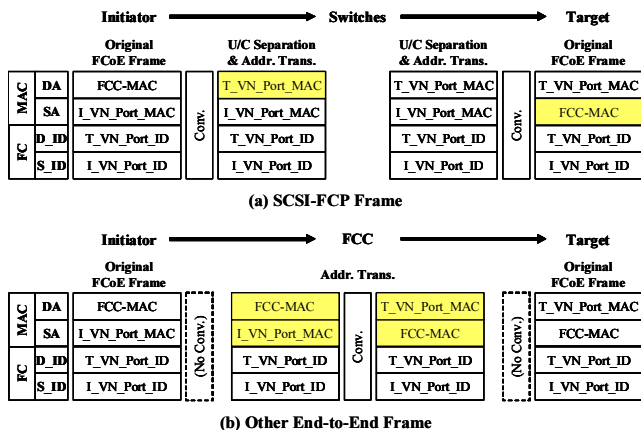 Initiator Switches Target
Original U/C Separation U/C Separation Original
FCoE Frame & Addr. Trans. & Addr. Trans. FCoE Frame
MAC DA FCC-MAC Conv. T_VN_Port_MAC T_VN_Port_MAC Conv. T_VN_Port_MAC
SA I_VN_Port_MAC I_VN_Port_MAC I_VN_Port_MAC FCC-MAC
FC D_ID T_VN_Port_ID T_VN_Port_ID T_VN_Port_ID T_VN_Port_ID
S_ID I_VN_Port_ID I_VN_Port_ID I_VN_Port_ID I_VN_Port_ID
(a) SCSI-FCP Frame
Initiator FCC Target
Original Original
FCoE Frame Addr. Trans. FCoE Frame
MAC DA FCC-MAC (No Conv.) FCC-MAC Conv. T_VN_Port_MAC (No Conv.) T_VN_Port_MAC
SA I_VN_Port_MAC I_VN_Port_MAC FCC-MAC FCC-MAC
FC D_ID T_VN_Port_ID T_VN_Port_ID T_VN_Port_ID T_VN_Port_ID
S_ID I_VN_Port_ID I_VN_Port_ID I_VN_Port_ID I_VN_Port_ID
(b) Other End-to-End Frame